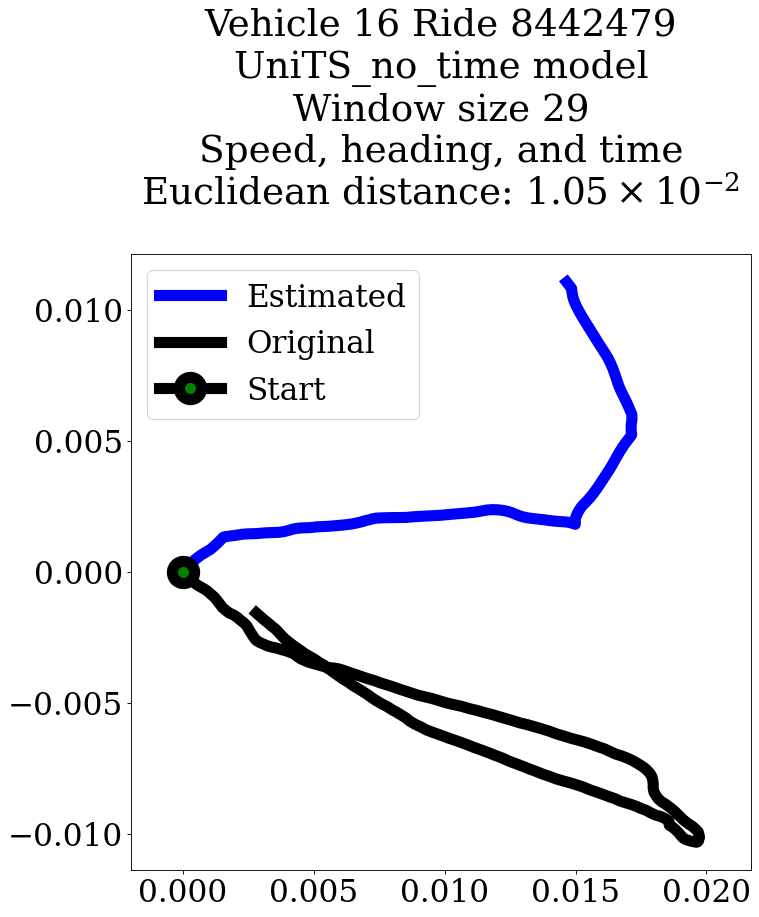 Vehicle 16 Ride 8442479
UniTS_no_time model
Window size 29
Speed, heading, and time
Euclidean distance: 1.05 × 10⁻²
Estimated
Original
Start
0.010
0.005
0.000
−0.005
−0.010
0.000 0.005 0.010 0.015 0.020